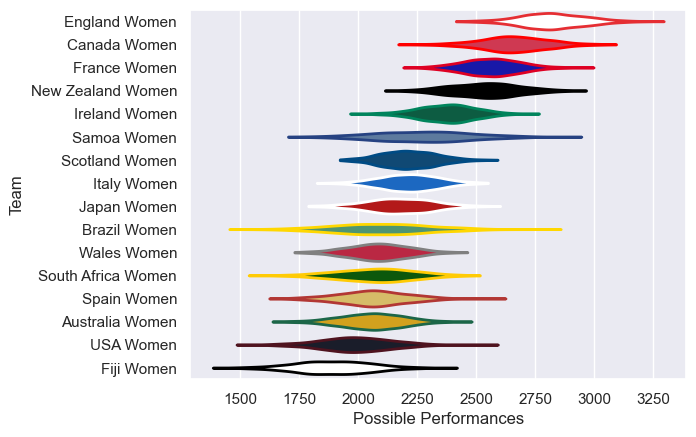 England Women
Canada Women
France Women
New Zealand Women
Ireland Women
Samoa Women
Scotland Women
Italy Women
Japan Women
Brazil Women
Wales Women
South Africa Women
Spain Women
Australia Women
USA Women
Fiji Women
Team
1500 1750 2000 2250 2500 2750 3000 3250
Possible Performances